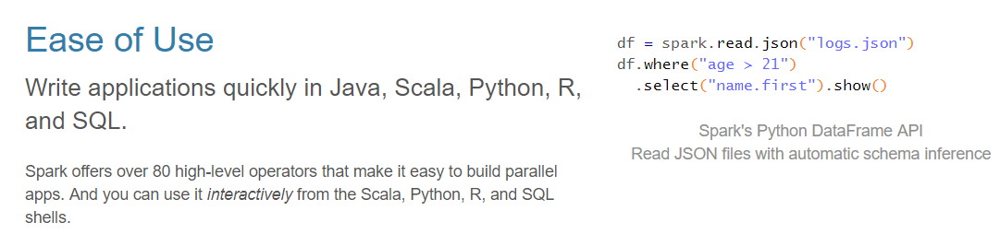 Ease of Use
Write applications quickly in Java, Scala, Python, R,
and SQL.
Spark offers over 80 high-level operators that make it easy to build parallel
apps. And you can use it interactively from the Scala, Python, R, and SQL
shells.
df = spark.read.json("logs.json")
df.where("age > 21")
  .select("name.first").show()
Spark's Python DataFrame API
Read JSON files with automatic schema inference